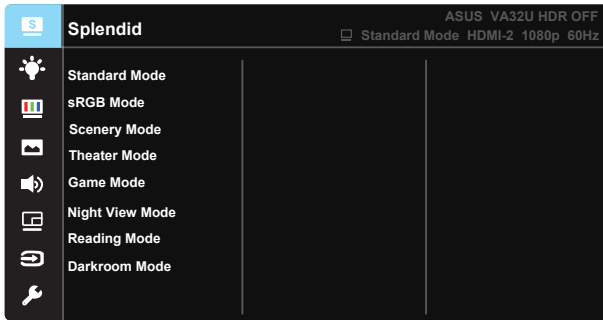 S
Splendid
ASUS VA32U HDR OFF
Standard Mode HDMI-2 1080p 60Hz
Standard Mode
sRGB Mode
Scenery Mode
Theater Mode
Game Mode
Night View Mode
Reading Mode
Darkroom Mode